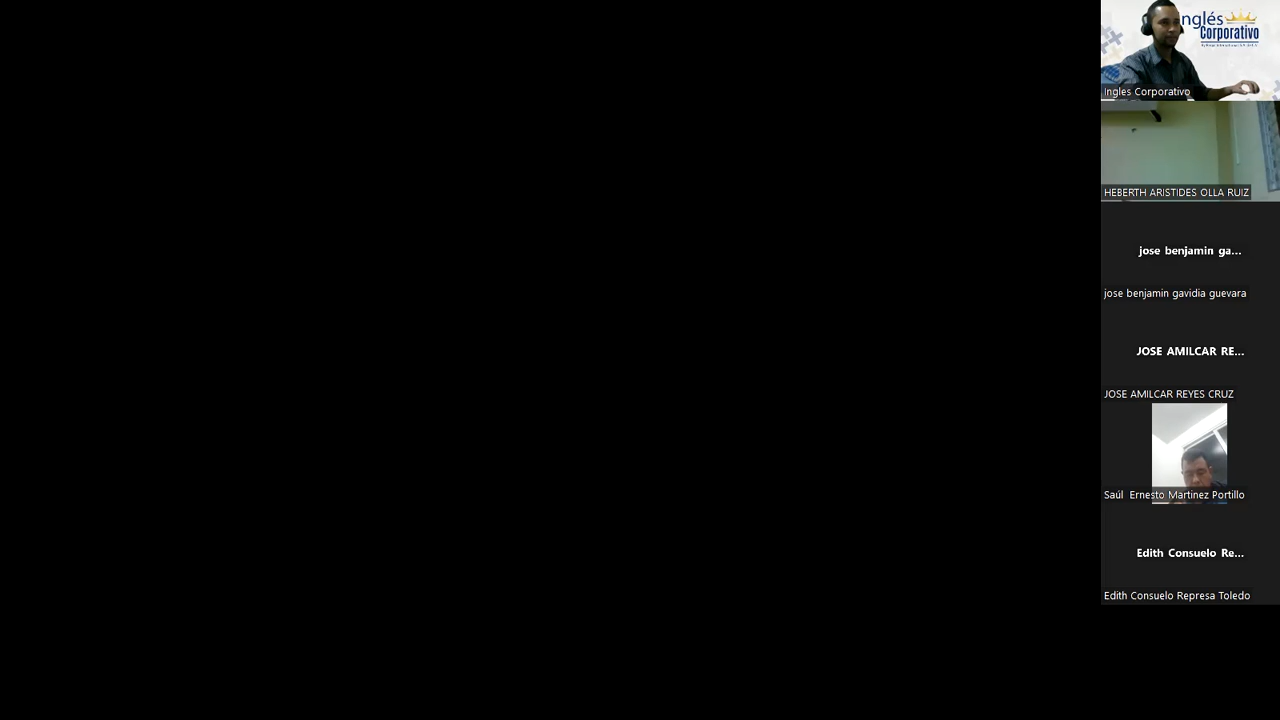 nglés
Corporativo
Ingles Corporativo
HEBERTH ARISTIDES OLLA RUIZ
jose benjamin ga...
jose benjamin gavidia guevara
JOSE AMILCAR RE...
JOSE AMILCAR REYES CRUZ
Saúl Ernesto Martinez Portillo
Edith Consuelo Re...
Edith Consuelo Represa Toledo